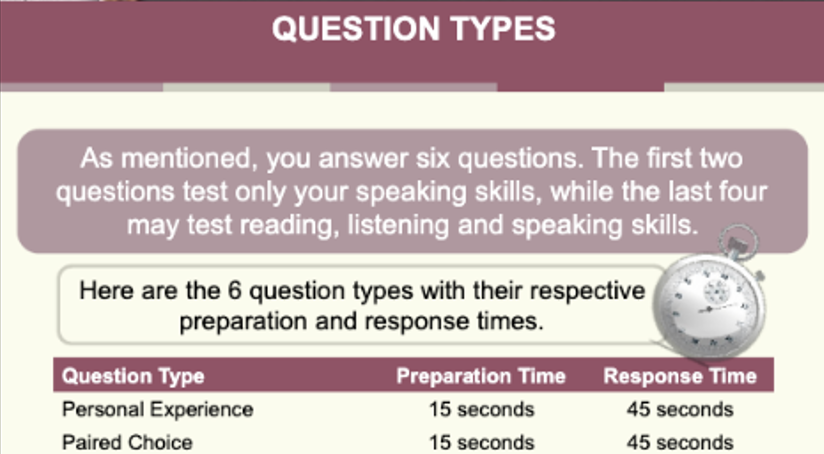 QUESTION TYPES
As mentioned, you answer six questions. The first two
questions test only your speaking skills, while the last four
may test reading, listening and speaking skills.
Here are the 6 question types with their respective
preparation and response times.
Question Type Preparation Time Response Time
Personal Experience 15 seconds 45 seconds
Paired Choice 15 seconds 45 seconds